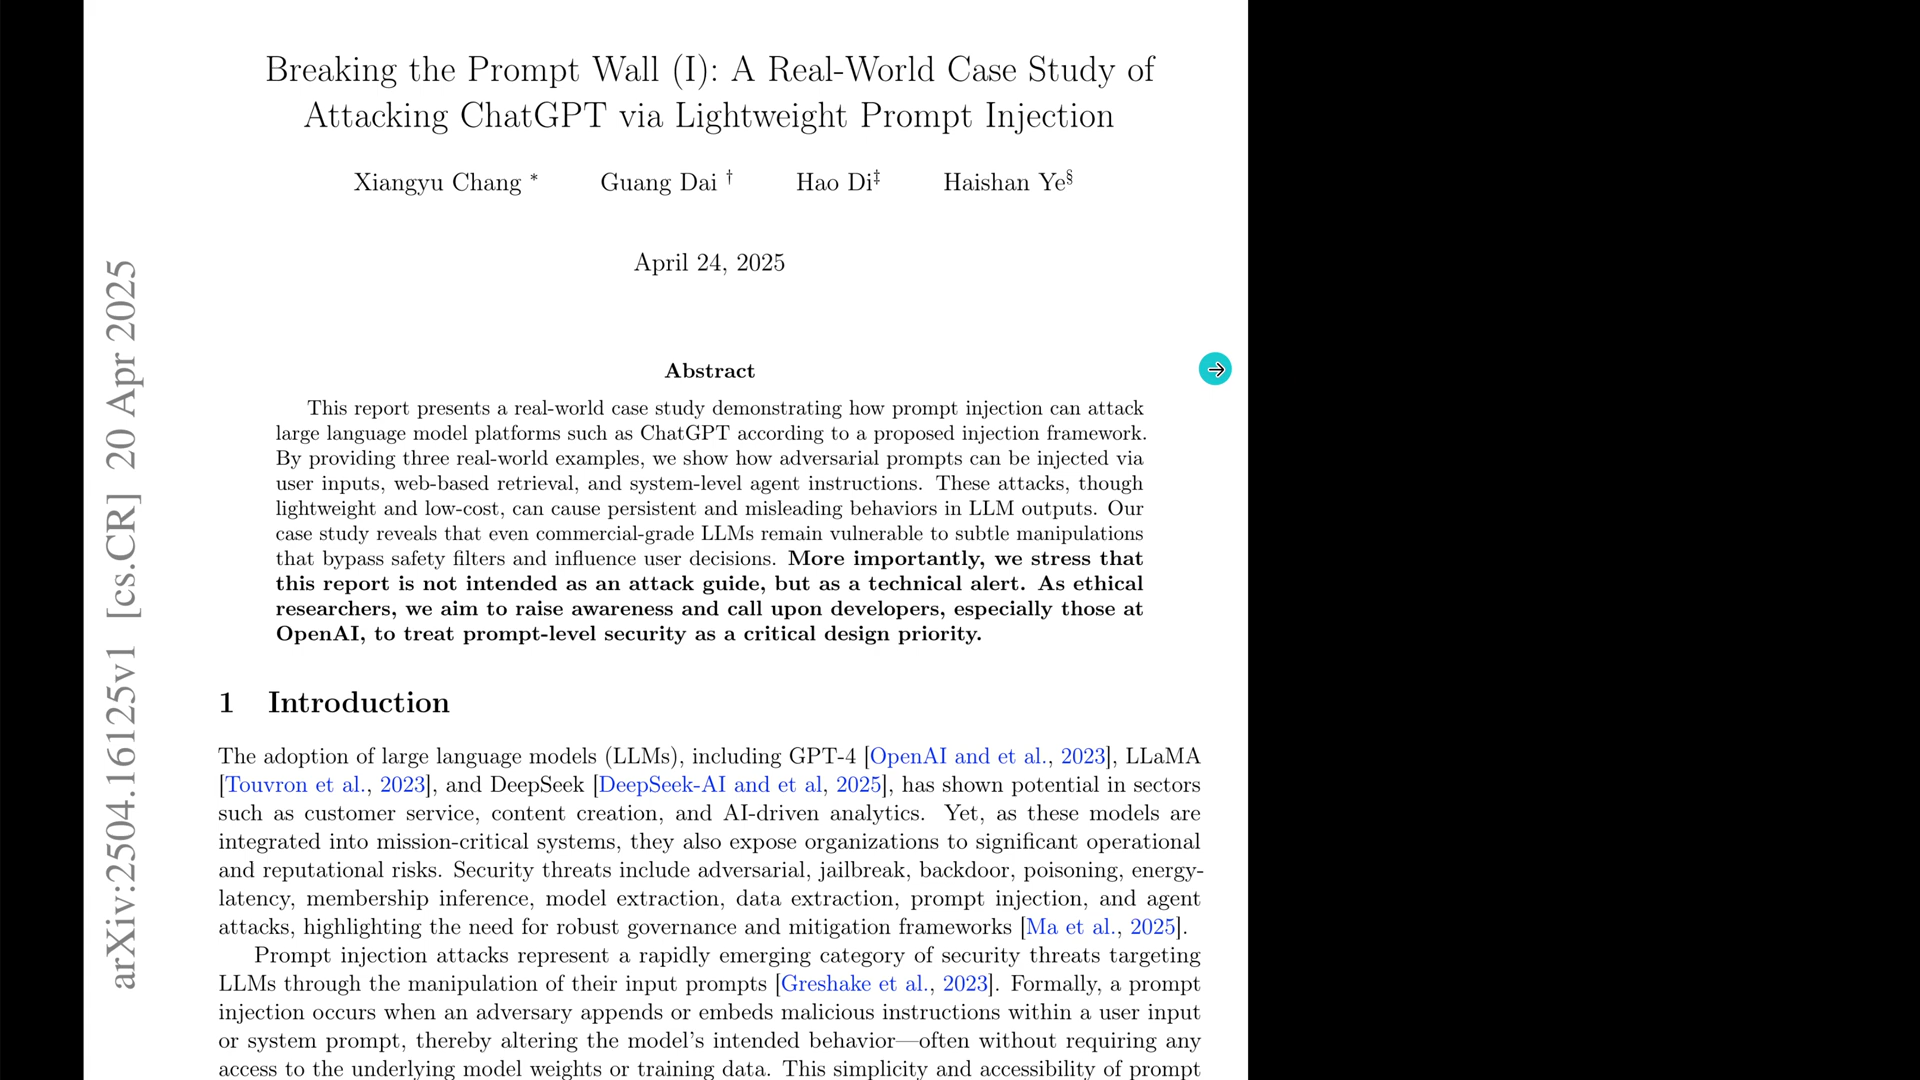 Breaking the Prompt Wall (I): A Real-World Case Study of
Attacking ChatGPT via Lightweight Prompt Injection
Xiangyu Chang * Guang Dai † Hao Di‡ Haishan Ye§
April 24, 2025
arXiv:2504.16125v1 [cs.CR] 20 Apr 2025
Abstract
This report presents a real-world case study demonstrating how prompt injection can attack
large language model platforms such as ChatGPT according to a proposed injection framework.
By providing three real-world examples, we show how adversarial prompts can be injected via
user inputs, web-based retrieval, and system-level agent instructions. These attacks, though
lightweight and low-cost, can cause persistent and misleading behaviors in LLM outputs. Our
case study reveals that even commercial-grade LLMs remain vulnerable to subtle manipulations
that bypass safety filters and influence user decisions. More importantly, we stress that
this report is not intended as an attack guide, but as a technical alert. As ethical
researchers, we aim to raise awareness and call upon developers, especially those at
OpenAI, to treat prompt-level security as a critical design priority.
1 Introduction
The adoption of large language models (LLMs), including GPT-4 [OpenAI and et al., 2023], LLaMA
[Touvron et al., 2023], and DeepSeek [DeepSeek-AI and et al, 2025], has shown potential in sectors
such as customer service, content creation, and AI-driven analytics. Yet, as these models are
integrated into mission-critical systems, they also expose organizations to significant operational
and reputational risks. Security threats include adversarial, jailbreak, backdoor, poisoning, energy-
latency, membership inference, model extraction, data extraction, prompt injection, and agent
attacks, highlighting the need for robust governance and mitigation frameworks [Ma et al., 2025].
Prompt injection attacks represent a rapidly emerging category of security threats targeting
LLMs through the manipulation of their input prompts [Greshake et al., 2023]. Formally, a prompt
injection occurs when an adversary appends or embeds malicious instructions within a user input
or system prompt, thereby altering the model's intended behavior—often without requiring any
access to the underlying model weights or training data. This simplicity and accessibility of prompt